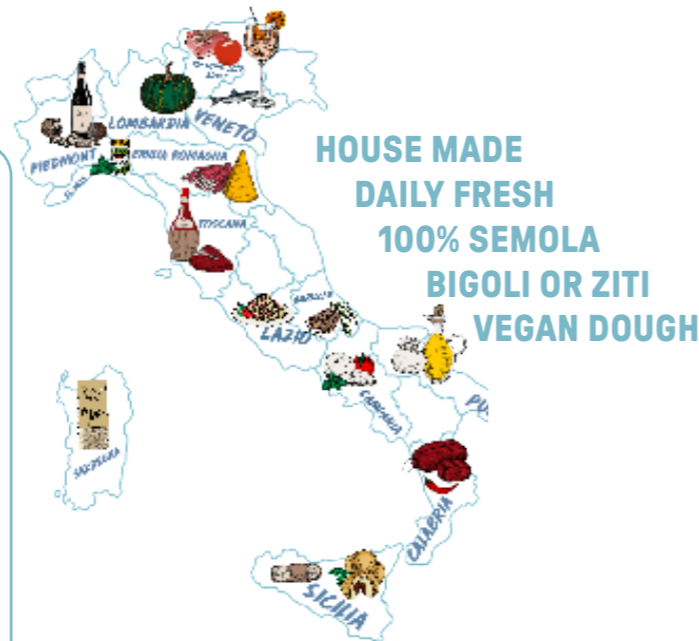 LOMBARDIA
VENETO
PIEDMONT
EMILIA ROMAGNA
TOSCANA
LAZIO
CAMPANIA
SARDEGNA
CALABRIA
SICILIA
HOUSE MADE
DAILY FRESH
100% SEMOLA
BIGOLI OR ZITI
VEGAN DOUGH